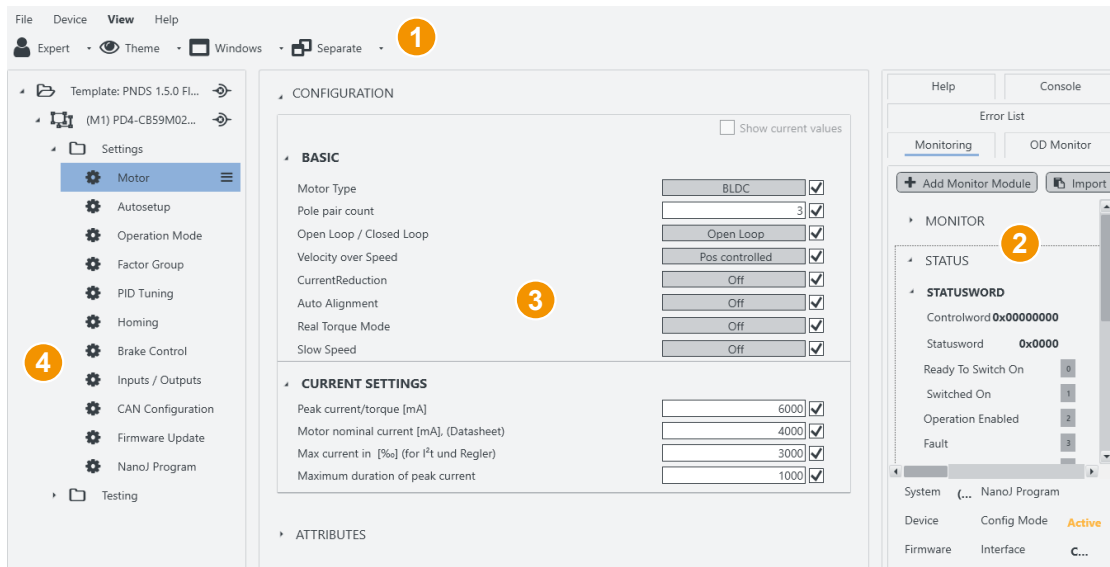 File Device View Help
Expert Theme Windows Separate
1
Template: PNDS 1.5.0 Fl...
(M1) PD4-CB59M02...
Settings
Motor
Autosetup
Operation Mode
Factor Group
PID Tuning
Homing
Brake Control
4
Inputs / Outputs
CAN Configuration
Firmware Update
NanoJ Program
Testing
CONFIGURATION
Show current values
BASIC
Motor Type BLDC
Pole pair count 3
Open Loop / Closed Loop Open Loop
Velocity over Speed Pos controlled
CurrentReduction Off
3
Auto Alignment Off
Real Torque Mode Off
Slow Speed Off
CURRENT SETTINGS
Peak current/torque [mA] 6000
Motor nominal current [mA], (Datasheet) 4000
Max current in [‰] (for I²t und Regler) 3000
Maximum duration of peak current 1000
ATTRIBUTES
Help Console
Error List
Monitoring OD Monitor
Add Monitor Module Import
MONITOR
2
STATUS
STATUSWORD
Controlword 0x00000000
Statusword 0x0000
Ready To Switch On 0
Switched On 1
Operation Enabled 2
Fault 3
System (... NanoJ Program
Device Config Mode Active
Firmware Interface C...